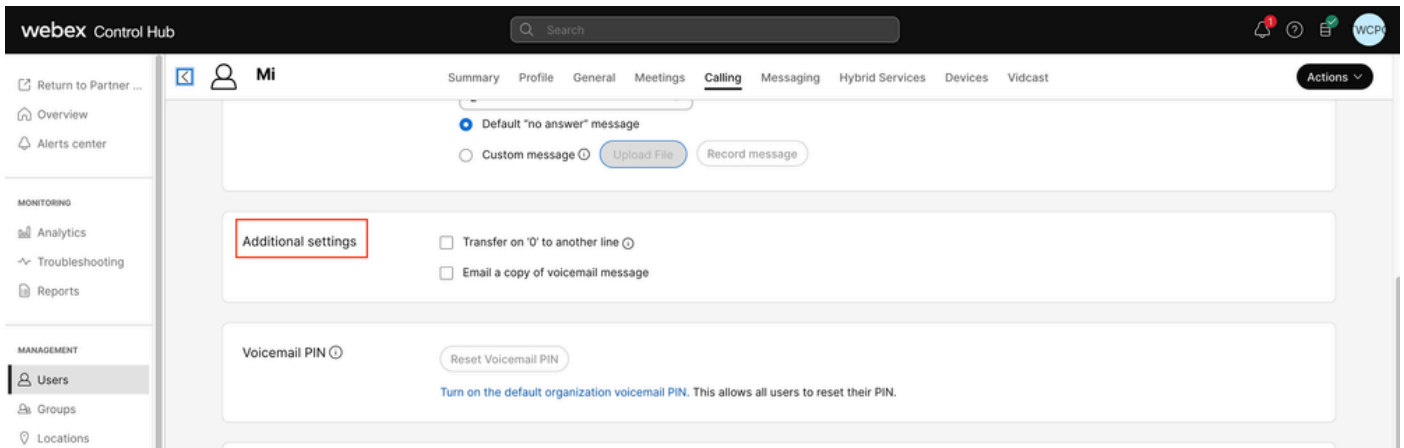 webex Control Hub
Search
1
Return to Partner ...
Overview
Alerts center
MONITORING
Analytics
Troubleshooting
Reports
MANAGEMENT
Users
Groups
Locations
Mi
Summary Profile General Meetings Calling Messaging Hybrid Services Devices Vidcast
Actions
Default "no answer" message
Custom message Upload File Record message
Additional settings
Transfer on '0' to another line
Email a copy of voicemail message
Voicemail PIN
Reset Voicemail PIN
Turn on the default organization voicemail PIN. This allows all users to reset their PIN.